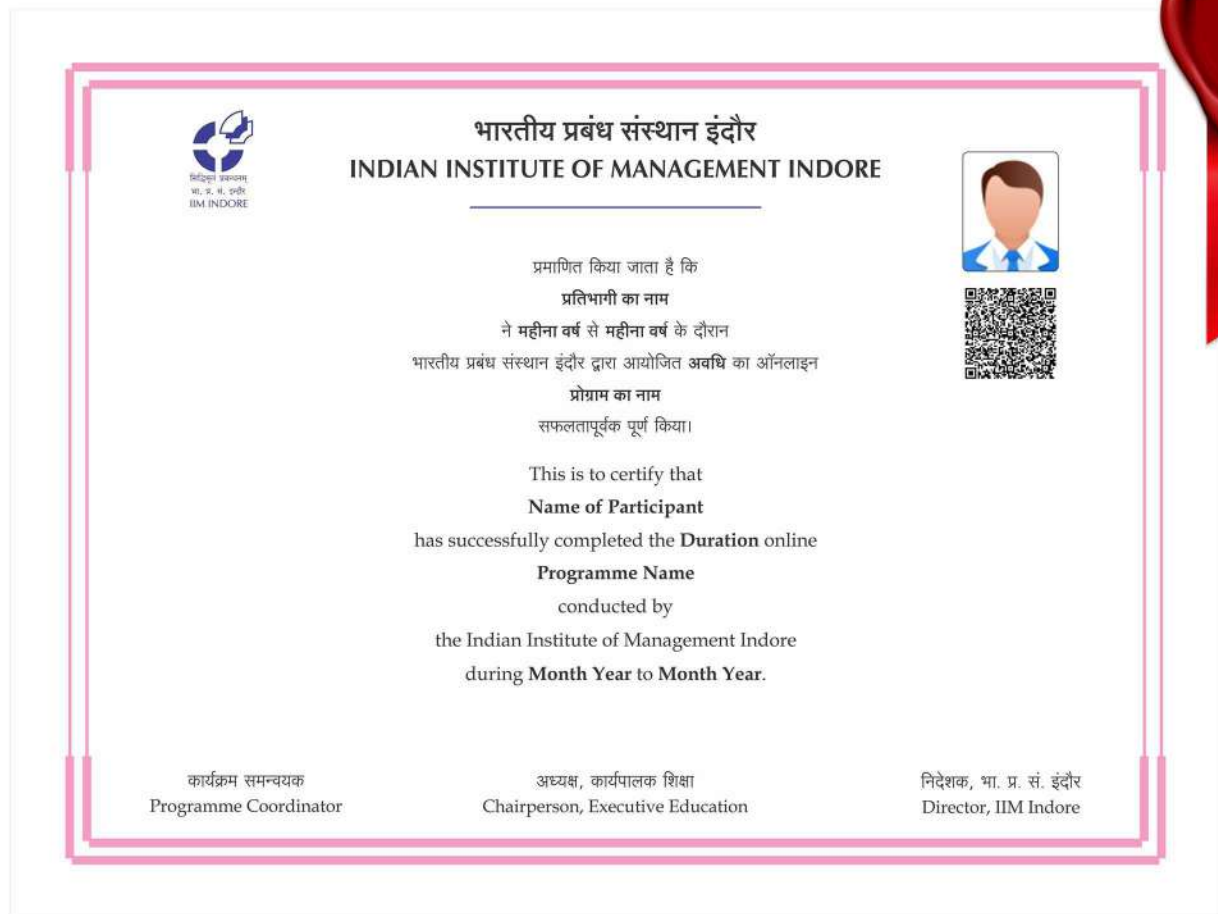 भारतीय प्रबंध संस्थान इंदौर
INDIAN INSTITUTE OF MANAGEMENT INDORE
सिद्धिमूलं प्रबन्धनम्
भा. प्र. सं. इन्दौर
IIM INDORE
प्रमाणित किया जाता है कि
प्रतिभागी का नाम
ने महीना वर्ष से महीना वर्ष के दौरान
भारतीय प्रबंध संस्थान इंदौर द्वारा आयोजित अवधि का ऑनलाइन
प्रोग्राम का नाम
सफलतापूर्वक पूर्ण किया।
This is to certify that
Name of Participant
has successfully completed the Duration online
Programme Name
conducted by
the Indian Institute of Management Indore
during Month Year to Month Year.
कार्यक्रम समन्वयक
Programme Coordinator
अध्यक्ष, कार्यपालक शिक्षा
Chairperson, Executive Education
निदेशक, भा. प्र. सं. इंदौर
Director, IIM Indore